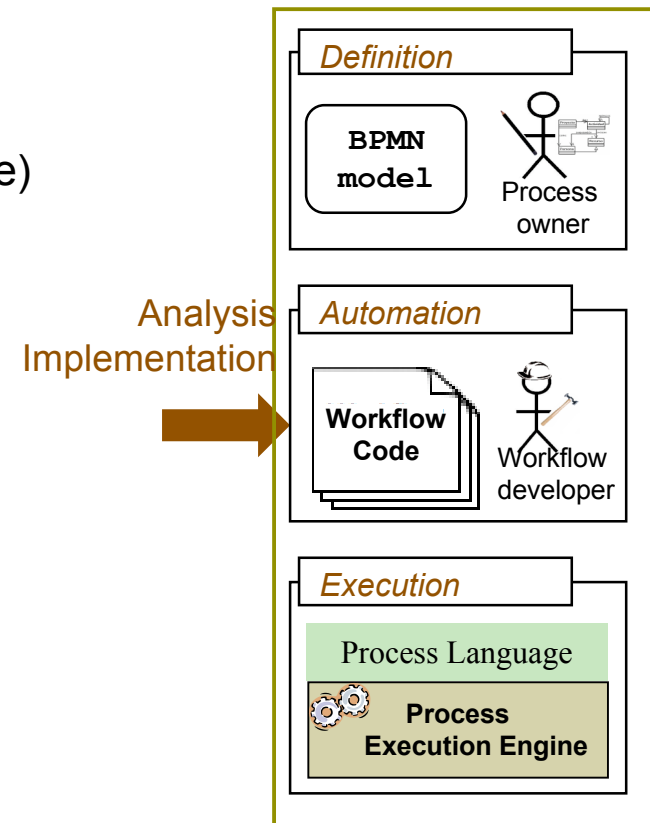 Definition
BPMN
model
Process
owner
e)
Analysis
Implementation
Automation
Workflow
Code
Workflow
developer
Execution
Process Language
Process
Execution Engine